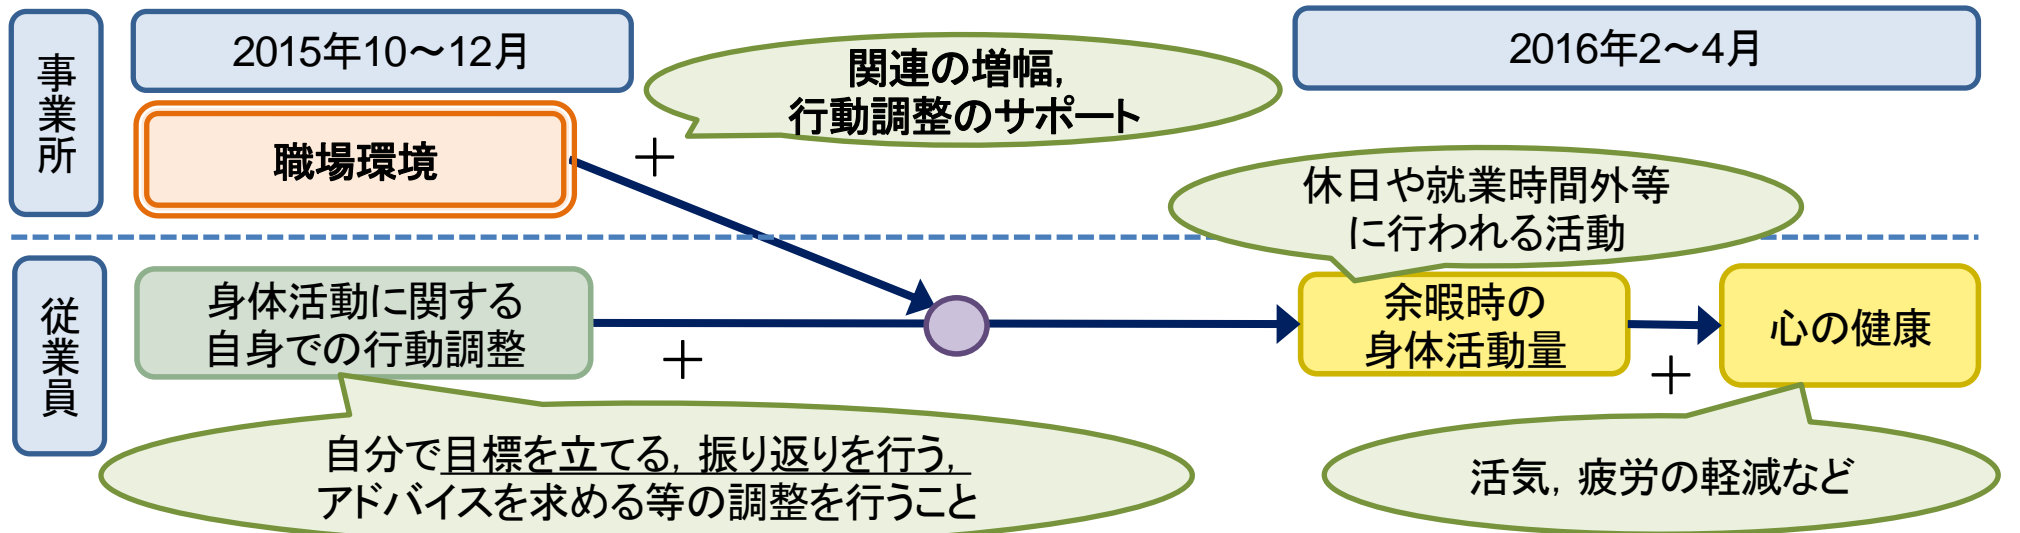 事業所
2015年10～12月
関連の増幅,
行動調整のサポート
2016年2～4月
職場環境
＋
休日や就業時間外等
に行われる活動
従業員
身体活動に関する
自身での行動調整
＋
余暇時の
身体活動量
＋
心の健康
自分で目標を立てる, 振り返りを行う,
アドバイスを求める等の調整を行うこと
活気, 疲労の軽減など